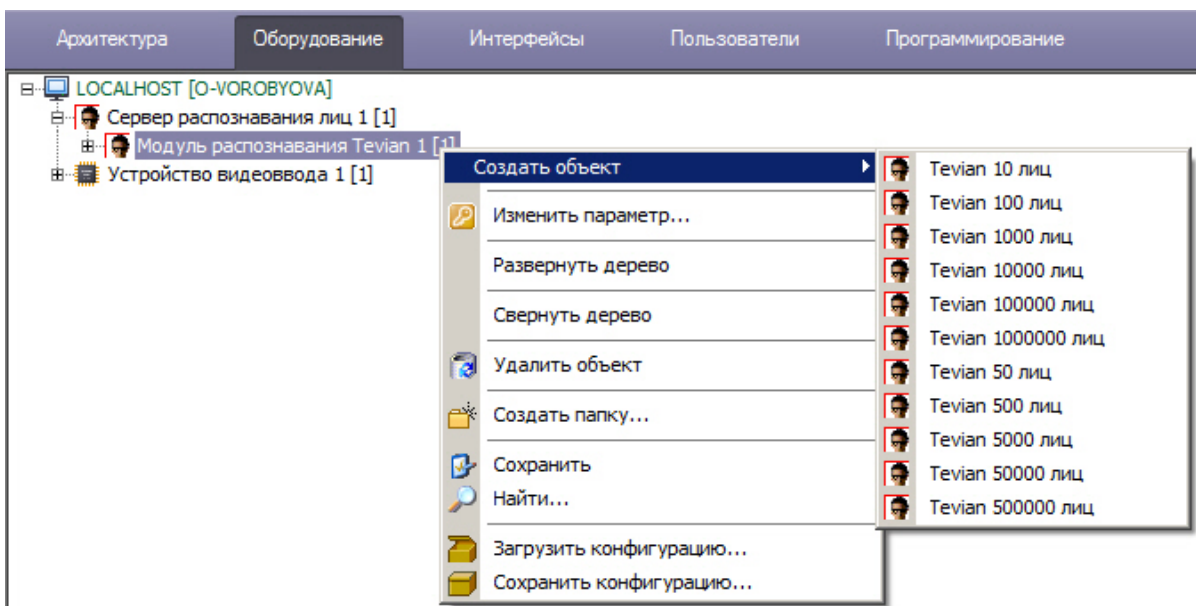 Архитектура Оборудование Интерфейсы Пользователи Программирование
LOCALHOST [O-VOROBYOVA]
Сервер распознавания лиц 1 [1]
Модуль распознавания Tevian 1 [1]
Устройство видеоввода 1 [1]
Создать объект
Изменить параметр...
Развернуть дерево
Свернуть дерево
Удалить объект
Создать папку...
Сохранить
Найти...
Загрузить конфигурацию...
Сохранить конфигурацию...
Tevian 10 лиц
Tevian 100 лиц
Tevian 1000 лиц
Tevian 10000 лиц
Tevian 100000 лиц
Tevian 1000000 лиц
Tevian 50 лиц
Tevian 500 лиц
Tevian 5000 лиц
Tevian 50000 лиц
Tevian 500000 лиц